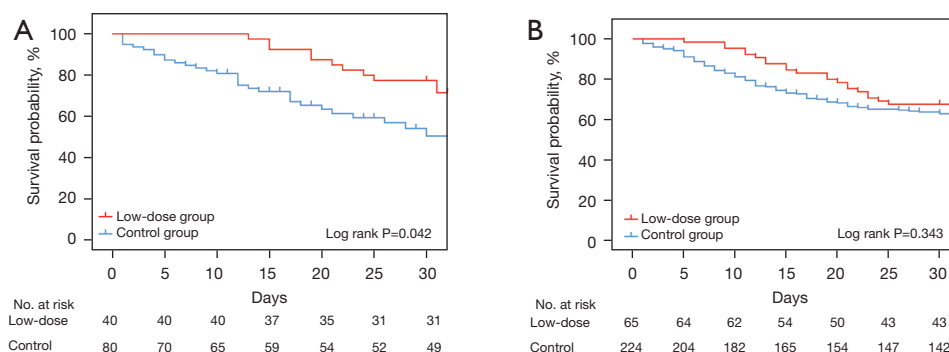 A
Survival probability, %
100
80
60
40
20
0
Low-dose group
Control group
Log rank P=0.042
0 5 10 15 20 25 30
Days
No. at risk
Low-dose 40 40 40 37 35 31 31
Control 80 70 65 59 54 52 49
B
Survival probability, %
100
80
60
40
20
0
Low-dose group
Control group
Log rank P=0.343
0 5 10 15 20 25 30
Days
No. at risk
Low-dose 65 64 62 54 50 43 43
Control 224 204 182 165 154 147 142